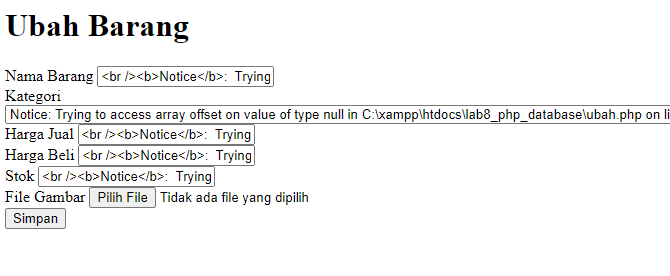 Ubah Barang
Nama Barang <br /><b>Notice</b>:  Trying
Kategori
Notice: Trying to access array offset on value of type null in C:\xampp\htdocs\lab8_php_database\ubah.php on li
Harga Jual <br /><b>Notice</b>:  Trying
Harga Beli <br /><b>Notice</b>:  Trying
Stok <br /><b>Notice</b>:  Trying
File Gambar Pilih File Tidak ada file yang dipilih
Simpan